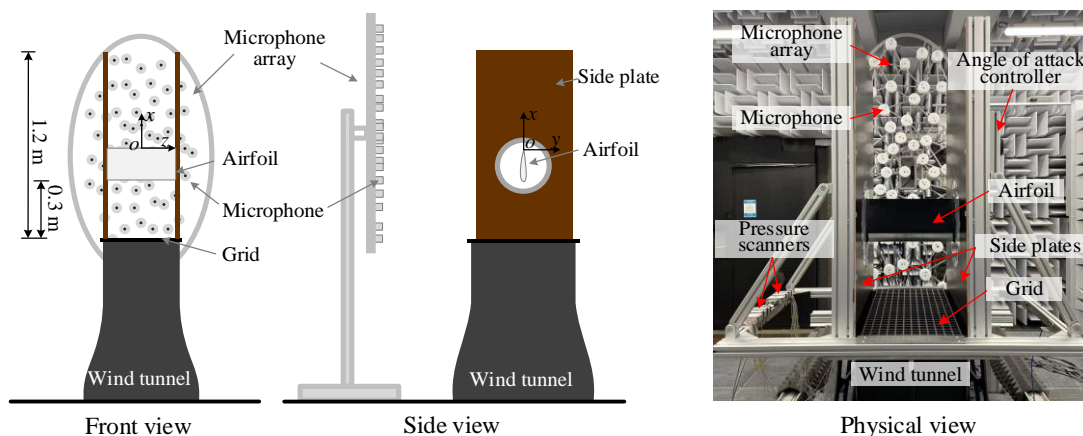 Microphone
array
x
o
z
1.2 m
0.3 m
Airfoil
Microphone
Grid
Wind tunnel
Front view
Side plate
x
o
y
Airfoil
Wind tunnel
Side view
Microphone
array
Angle of attack
controller
Microphone
Airfoil
Pressure
scanners
Side plates
Grid
Wind tunnel
Physical view